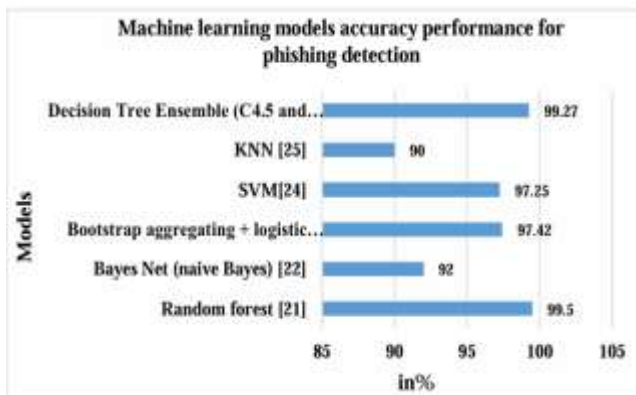 Machine learning models accuracy performance for
phishing detection
Decision Tree Ensemble (C4.5 and…
99.27
KNN [25]
90
SVM[24]
97.25
Bootstrap aggregating + logistic…
97.42
Bayes Net (naive Bayes) [22]
92
Random forest [21]
99.5
Models
85 90 95 100 105
in%